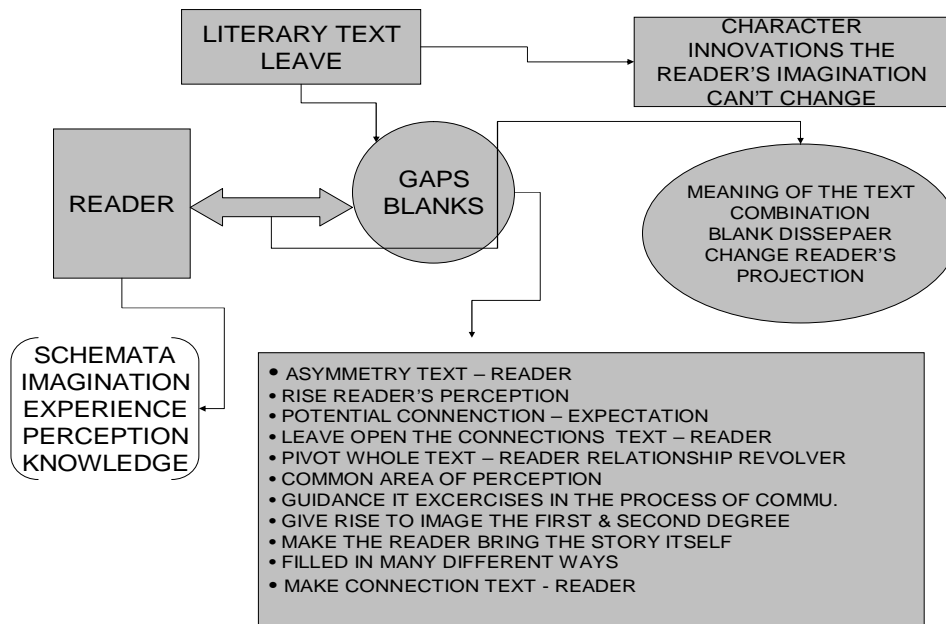 LITERARY TEXT
LEAVE
CHARACTER
INNOVATIONS THE
READER'S IMAGINATION
CAN'T CHANGE
READER
GAPS
BLANKS
MEANING OF THE TEXT
COMBINATION
BLANK DISSEPAER
CHANGE READER'S
PROJECTION
SCHEMATA
IMAGINATION
EXPERIENCE
PERCEPTION
KNOWLEDGE
• ASYMMETRY TEXT – READER
• RISE READER'S PERCEPTION
• POTENTIAL CONNENCTION – EXPECTATION
• LEAVE OPEN THE CONNECTIONS TEXT – READER
• PIVOT WHOLE TEXT – READER RELATIONSHIP REVOLVER
• COMMON AREA OF PERCEPTION
• GUIDANCE IT EXCERCISES IN THE PROCESS OF COMMU.
• GIVE RISE TO IMAGE THE FIRST & SECOND DEGREE
• MAKE THE READER BRING THE STORY ITSELF
• FILLED IN MANY DIFFERENT WAYS
• MAKE CONNECTION TEXT - READER